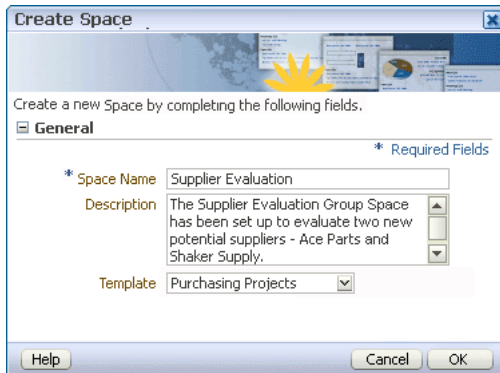 Create Space
Create a new Space by completing the following fields.
General
* Required Fields
* Space Name Supplier Evaluation
Description The Supplier Evaluation Group Space
has been set up to evaluate two new
potential suppliers - Ace Parts and
Shaker Supply.
Template Purchasing Projects
Help Cancel OK